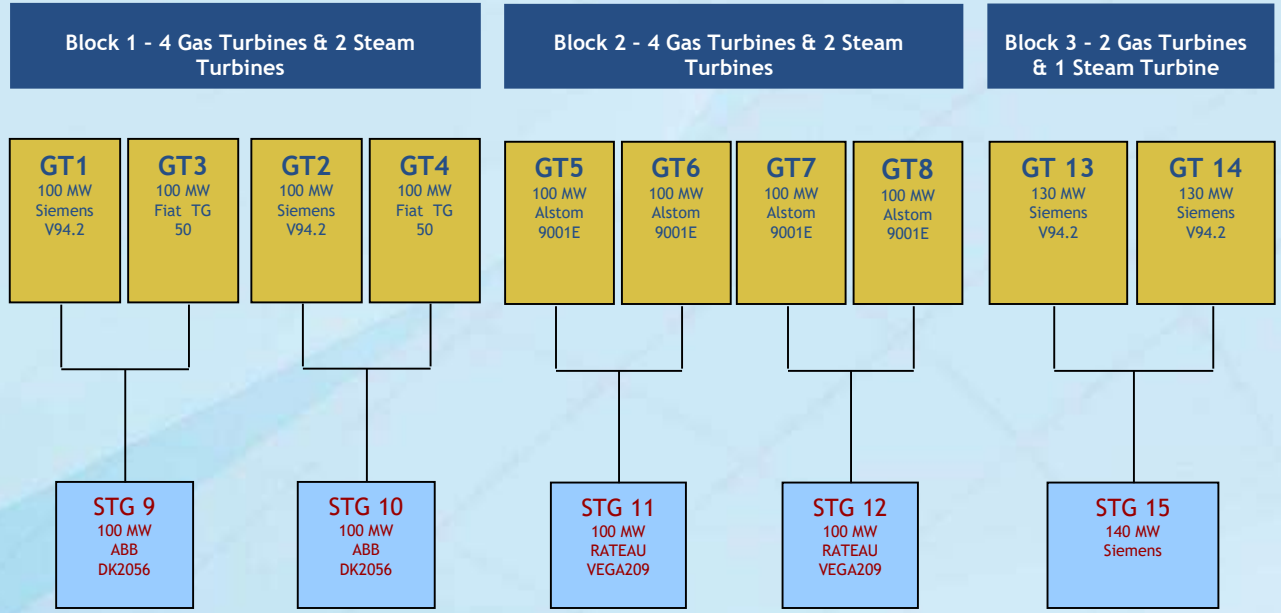 Block 1 – 4 Gas Turbines & 2 Steam
Turbines
Block 2 – 4 Gas Turbines & 2 Steam
Turbines
Block 3 – 2 Gas Turbines
& 1 Steam Turbine
GT1
100 MW
Siemens
V94.2
GT3
100 MW
Fiat TG
50
GT2
100 MW
Siemens
V94.2
GT4
100 MW
Fiat TG
50
GT5
100 MW
Alstom
9001E
GT6
100 MW
Alstom
9001E
GT7
100 MW
Alstom
9001E
GT8
100 MW
Alstom
9001E
GT 13
130 MW
Siemens
V94.2
GT 14
130 MW
Siemens
V94.2
STG 9
100 MW
ABB
DK2056
STG 10
100 MW
ABB
DK2056
STG 11
100 MW
RATEAU
VEGA209
STG 12
100 MW
RATEAU
VEGA209
STG 15
140 MW
Siemens